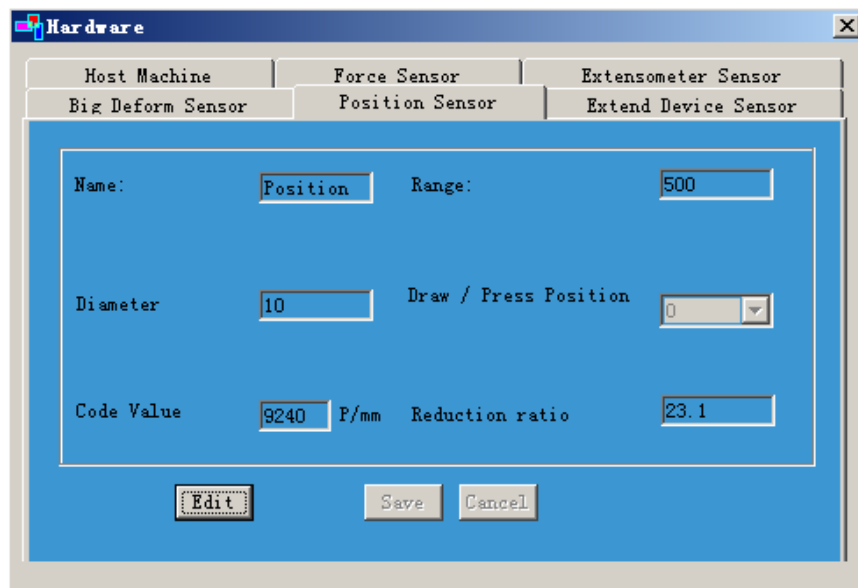 Hardware
Host Machine Force Sensor Extensometer Sensor
Big Deform Sensor Position Sensor Extend Device Sensor
Name: Position Range: 500
Diameter 10 Draw / Press Position 0
Code Value 9240 P/mm Reduction ratio 23.1
Edit Save Cancel